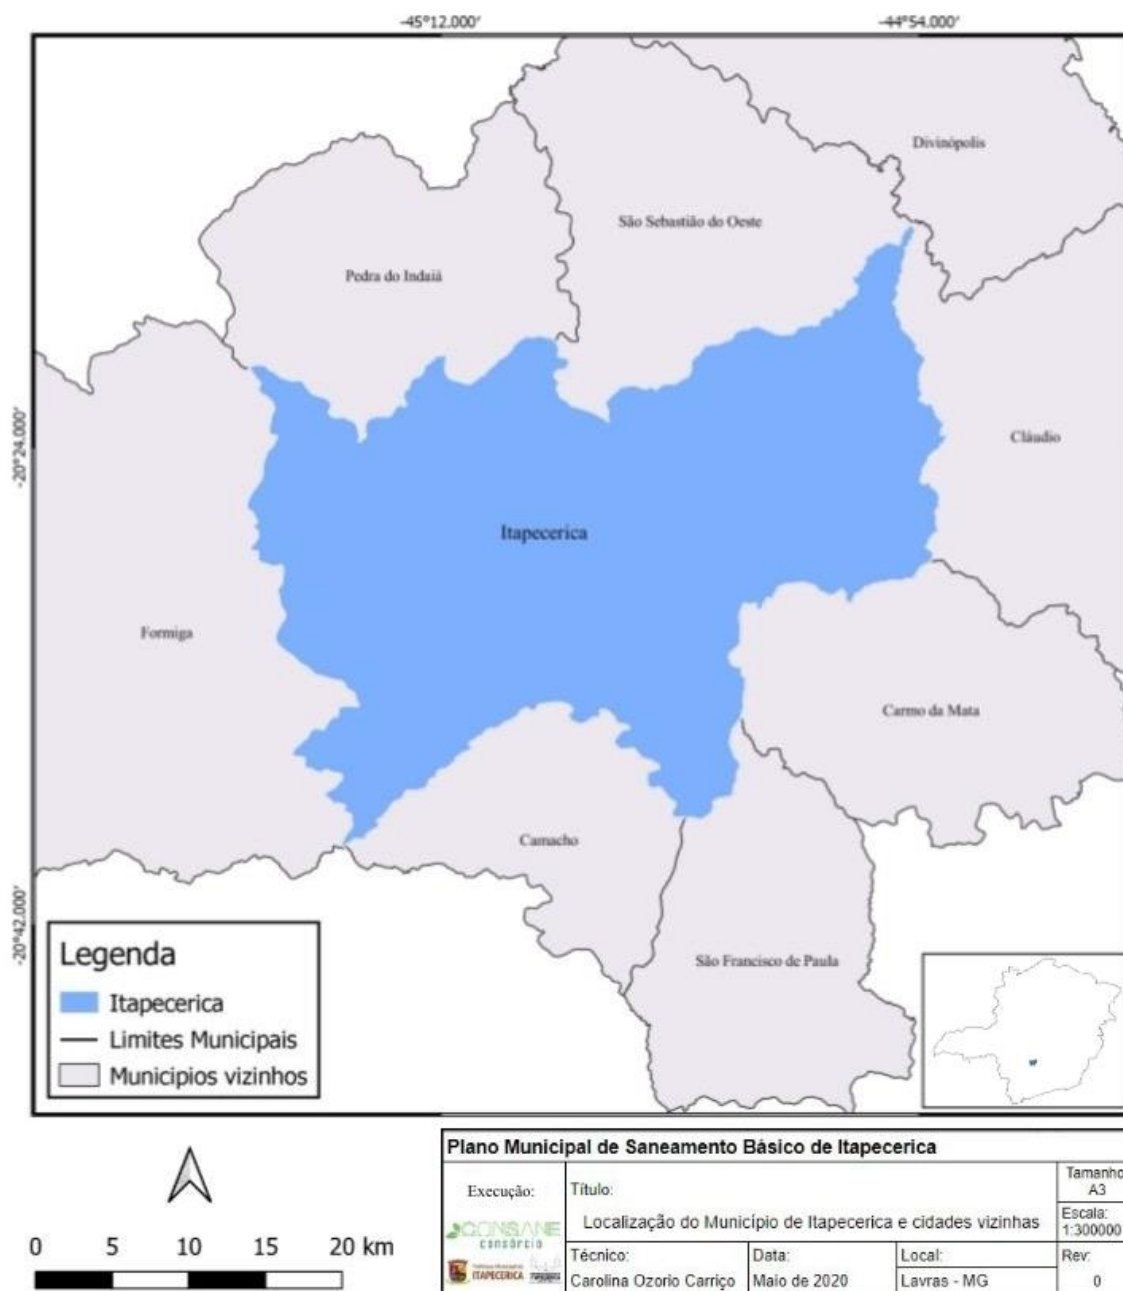 -45°12.000'
-44°54.000'
Divinópolis
São Sebastião do Oeste
Pedra do Indaiá
-20°24.000'
Cláudio
Itapecerica
Formiga
Carmo da Mata
Camacho
-20°42.000'
São Francisco de Paula
Legenda
Itapecerica
Limites Municipais
Municipios vizinhos
0 5 10 15 20 km
Plano Municipal de Saneamento Básico de Itapecerica
Execução:
CONSANE
consórcio
ITAPECERICA
Título:
Localização do Município de Itapecerica e cidades vizinhas
Tamanho
A3
Escala:
1:300000
Técnico:
Carolina Ozorio Carriço
Data:
Maio de 2020
Local:
Lavras - MG
Rev:
0